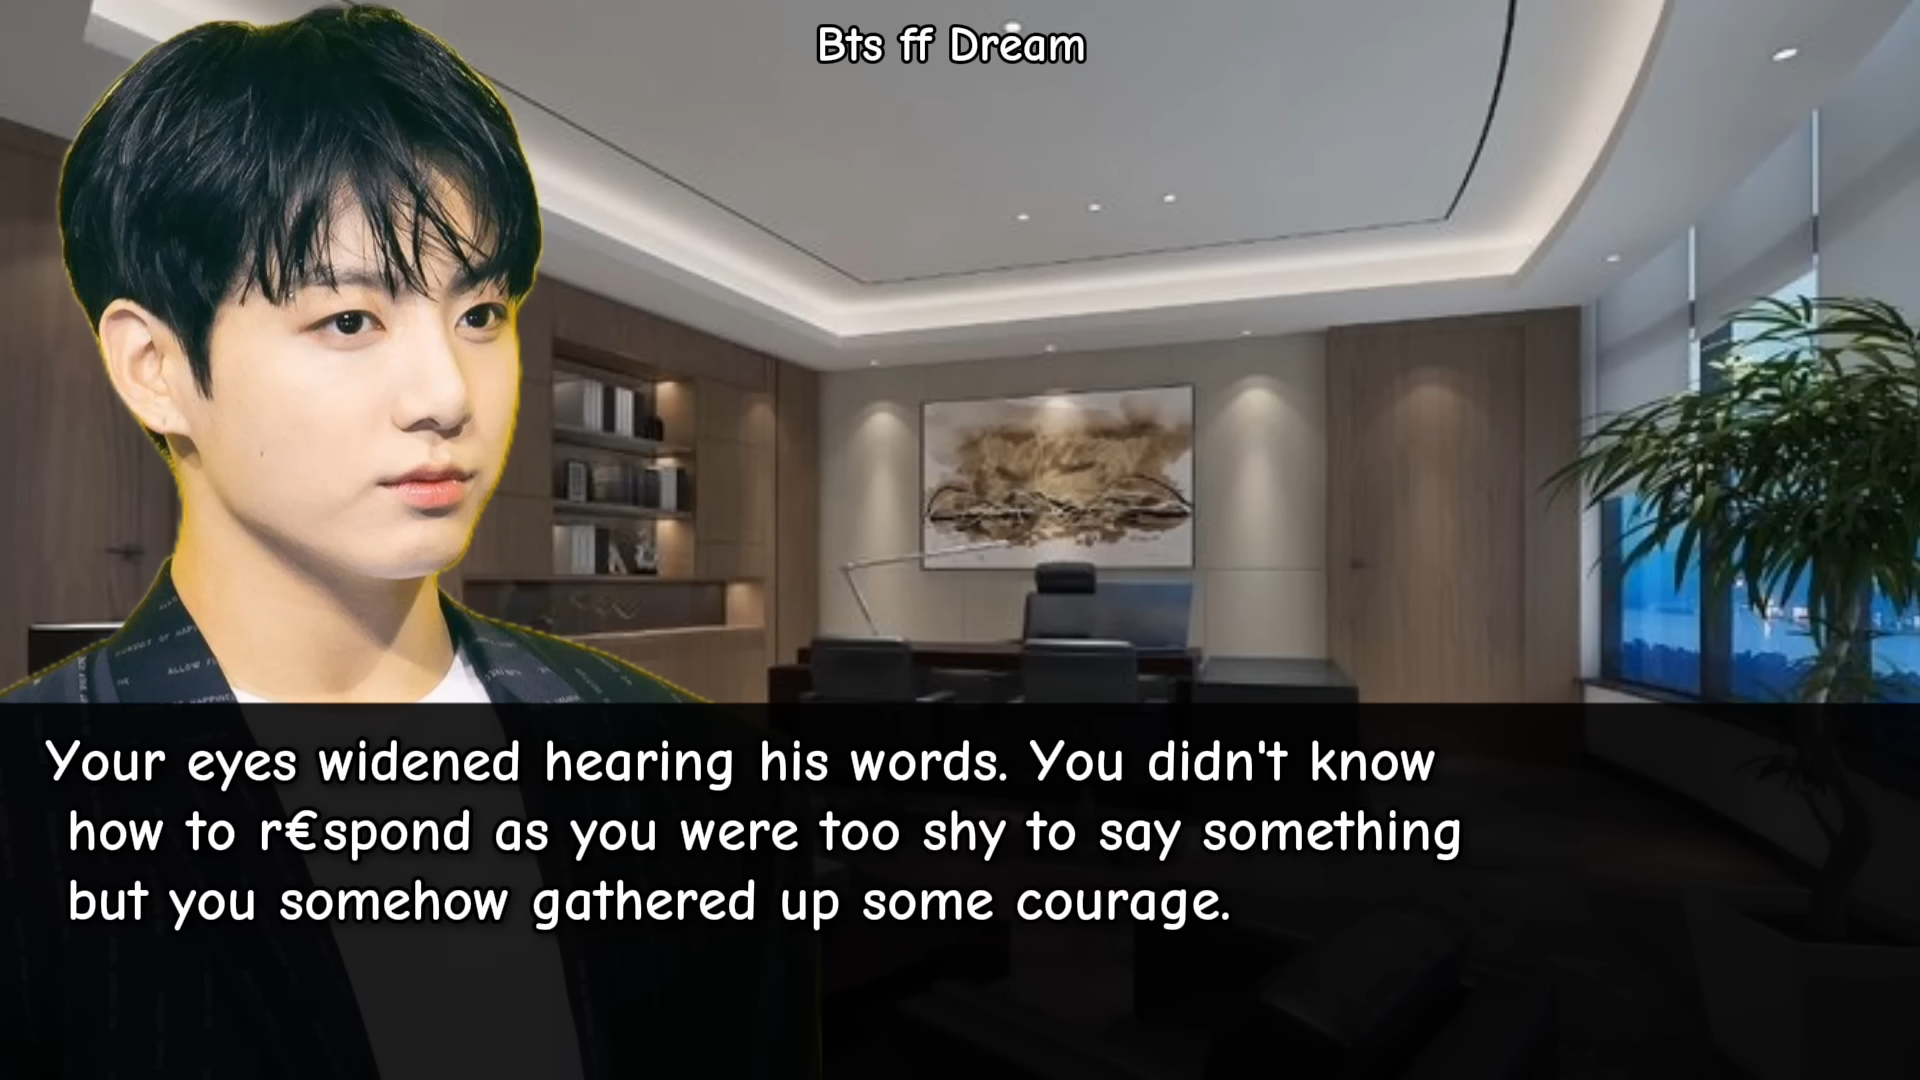 Bts ff Dream
Your eyes widened hearing his words. You didn't know
how to r€spond as you were too shy to say something
but you somehow gathered up some courage.